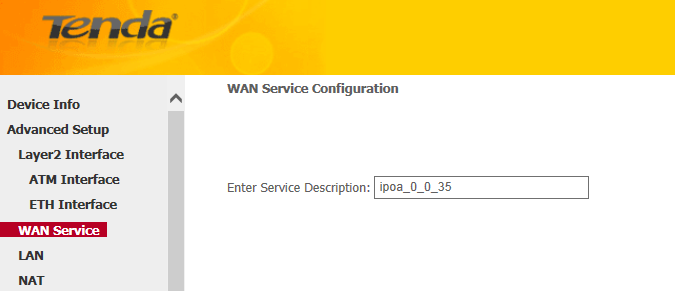 Tenda
WAN Service Configuration
Device Info
Advanced Setup
Layer2 Interface
ATM Interface
ETH Interface
WAN Service
LAN
NAT
Enter Service Description: ipoa_0_0_35